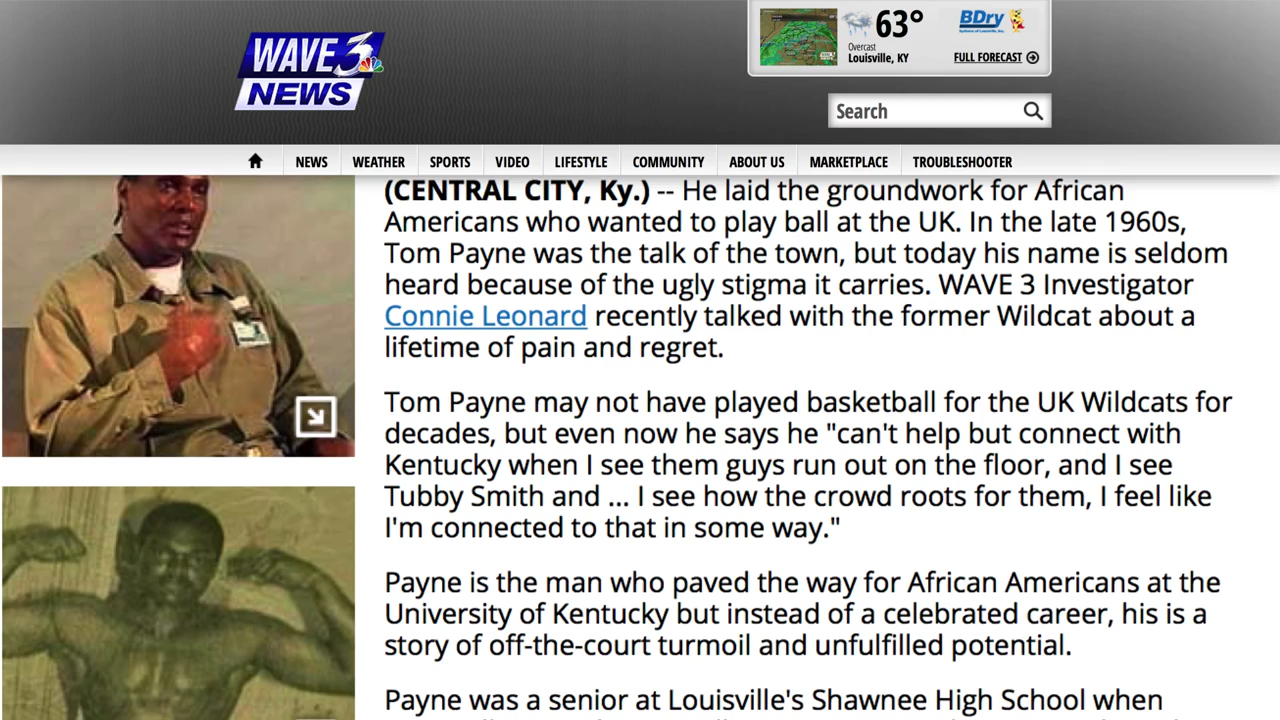 WAVE 3
NEWS
63°
Overcast
Louisville, KY
BDry
FULL FORECAST
Search
NEWS WEATHER SPORTS VIDEO LIFESTYLE COMMUNITY ABOUT US MARKETPLACE TROUBLESHOOTER
(CENTRAL CITY, Ky.) -- He laid the groundwork for African
Americans who wanted to play ball at the UK. In the late 1960s,
Tom Payne was the talk of the town, but today his name is seldom
heard because of the ugly stigma it carries. WAVE 3 Investigator
Connie Leonard recently talked with the former Wildcat about a
lifetime of pain and regret.
Tom Payne may not have played basketball for the UK Wildcats for
decades, but even now he says he "can't help but connect with
Kentucky when I see them guys run out on the floor, and I see
Tubby Smith and ... I see how the crowd roots for them, I feel like
I'm connected to that in some way."
Payne is the man who paved the way for African Americans at the
University of Kentucky but instead of a celebrated career, his is a
story of off-the-court turmoil and unfulfilled potential.
Payne was a senior at Louisville's Shawnee High School when